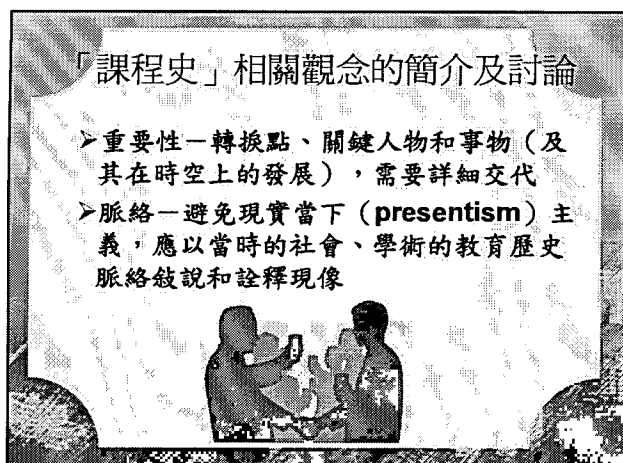 「課程史」相關觀念的簡介及討論
➢重要性－轉捩點、關鍵人物和事物（及
其在時空上的發展），需要詳細交代
➢脈絡－避免現實當下（presentism）主
義，應以當時的社會、學術的教育歷史
脈絡敍說和詮釋現像